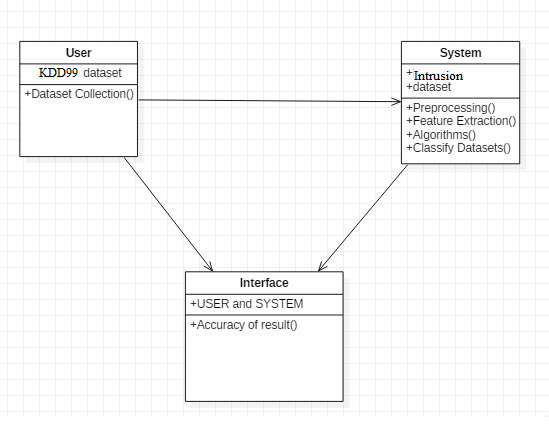 User
KDD99 dataset
+Dataset Collection()
System
+Intrusion
+dataset
+Preprocessing()
+Feature Extraction()
+Algorithms()
+Classify Datasets()
Interface
+USER and SYSTEM
+Accuracy of result()